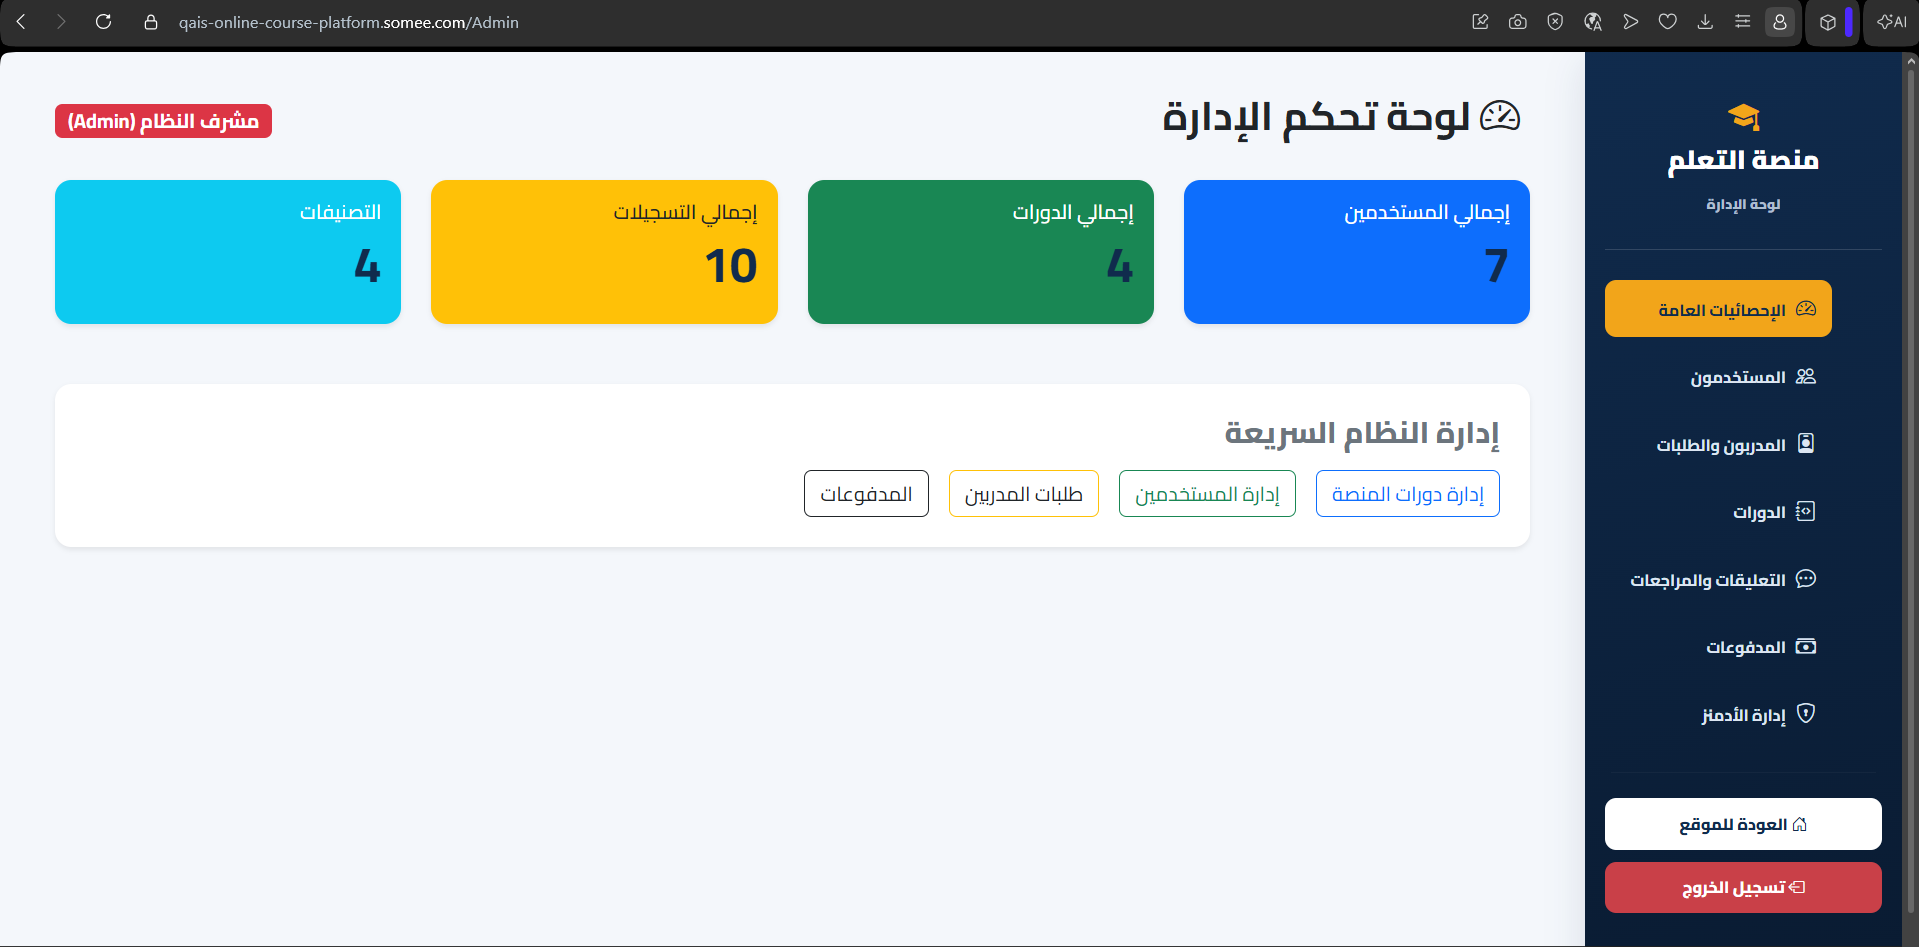 qais-online-course-platform.somee.com/Admin
AI
منصة التعلم
لوحة الإدارة
الإحصائيات العامة
المستخدمون
المدربون والطلبات
الدورات
التعليقات والمراجعات
المدفوعات
إدارة الأدمنز
العودة للموقع
تسجيل الخروج
لوحة تحكم الإدارة
مشرف النظام (Admin)
إجمالي المستخدمين
7
إجمالي الدورات
4
إجمالي التسجيلات
10
التصنيفات
4
إدارة النظام السريعة
إدارة دورات المنصة
إدارة المستخدمين
طلبات المدربين
المدفوعات